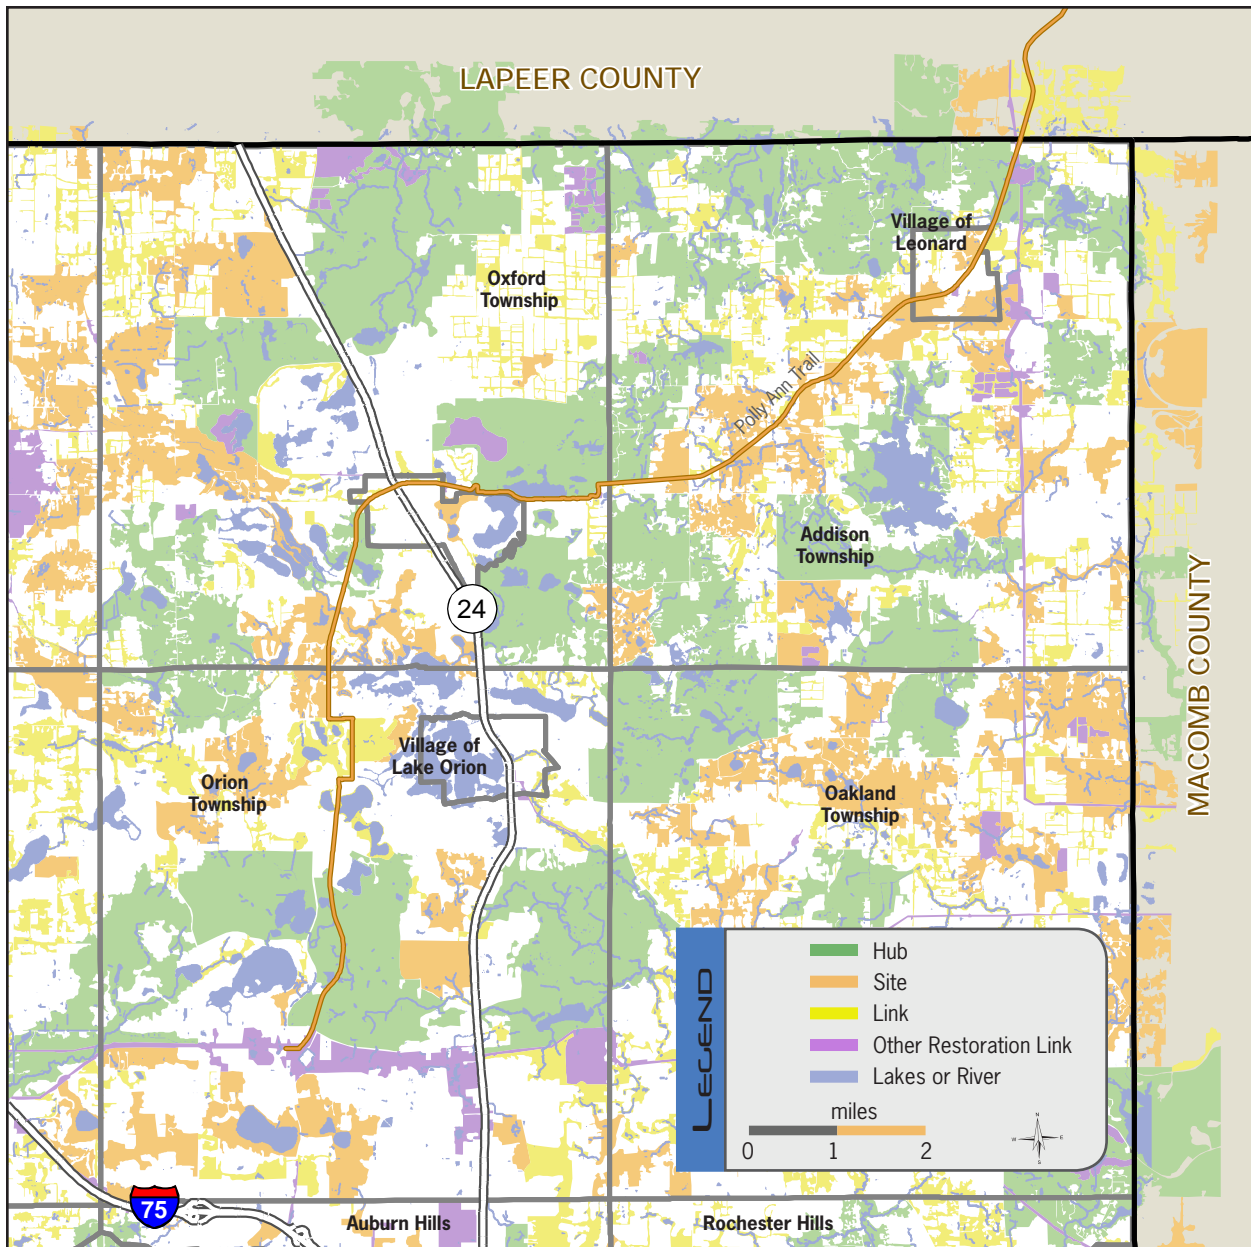 LAPEER COUNTY
Village of
Leonard
Oxford
Township
Polly Ann Trail
Addison
Township
24
MACOMB COUNTY
Village of
Lake Orion
Orion
Township
Oakland
Township
LEGEND
Hub
Site
Link
Other Restoration Link
Lakes or River
miles
0 1 2
N
W E
S
75
Auburn Hills
Rochester Hills